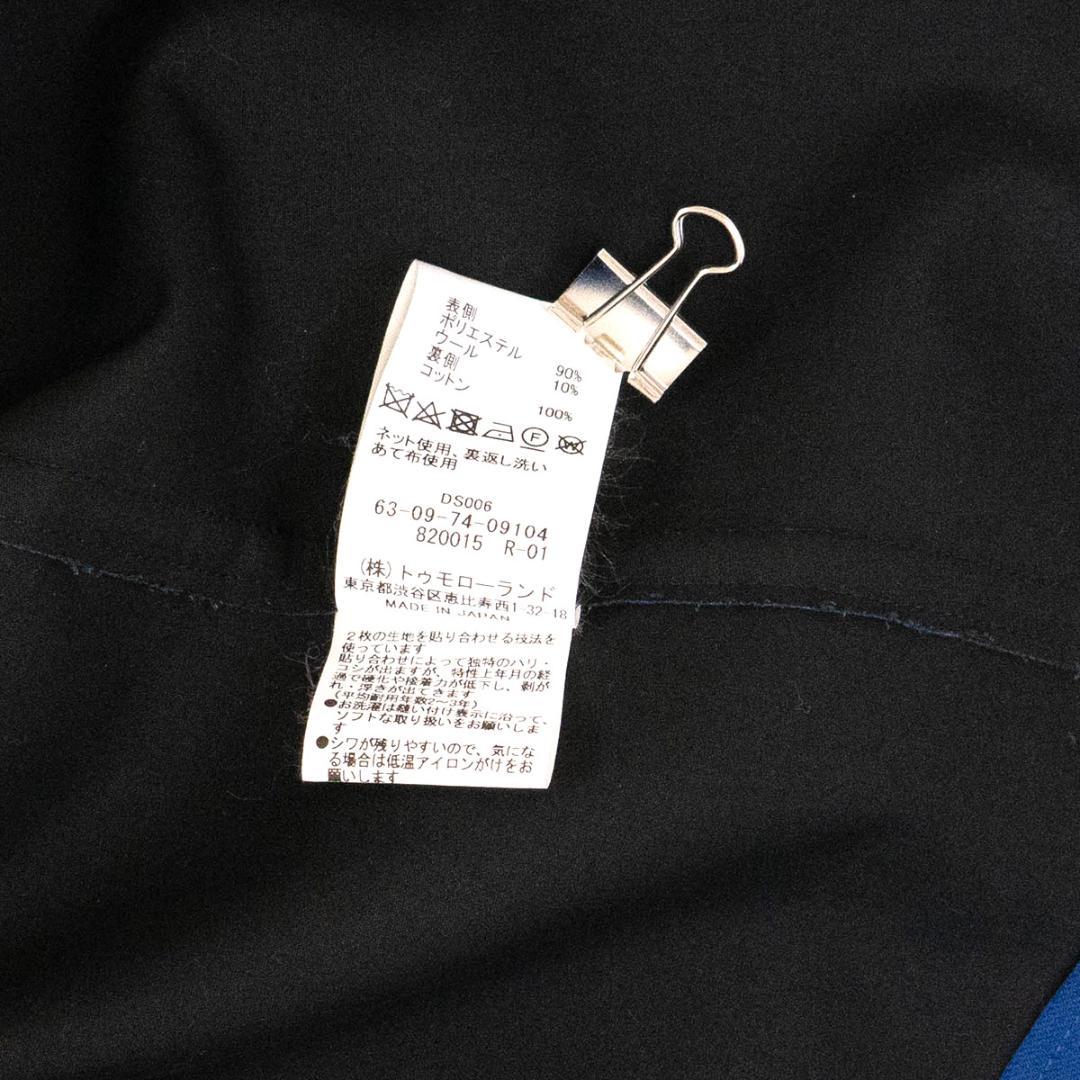 表側
ポリエステル 90%
ウール 10%
裏側
コットン 100%
F W
ネット使用、裏返し洗い
あて布使用
DS006
63-09-74-09104
820015 R-01
(株)トゥモローランド
東京都渋谷区恵比寿西1-32-18
MADE IN JAPAN
2枚の生地を貼り合わせる技法を
使っています
貼り合わせによって独特のハリ・
コシが出ますが、特性上年月の経
過で硬化や接着力が低下し、剥が
れ・浮きが出てきます
(平均耐用年数2〜3年)
●お洗濯は縫い付け表示に沿って、
ソフトな取り扱いをお願いしま
す
●シワが残りやすいので、気にな
る場合は低温アイロンがけをお
願いします